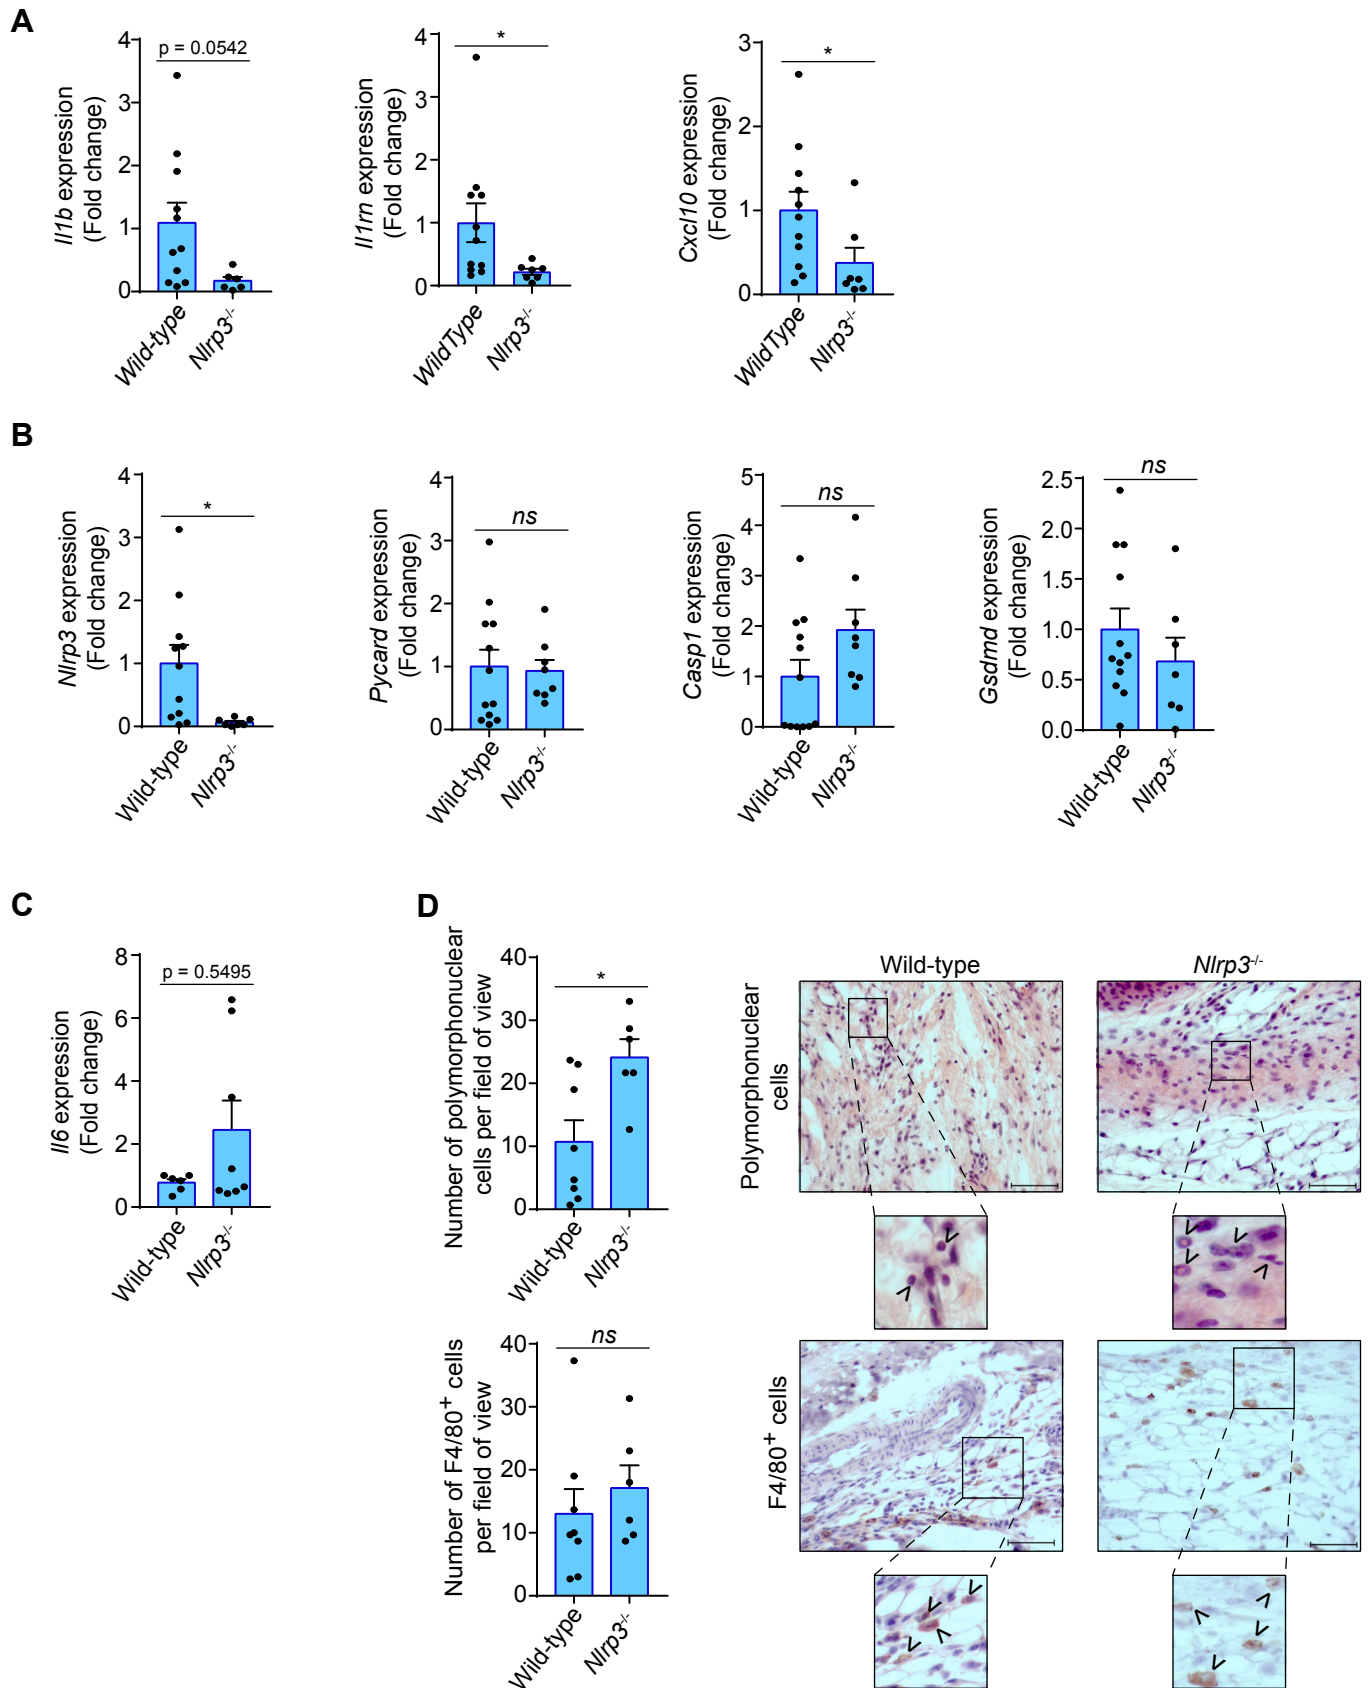 A
Il1b expression
(Fold change)
4
3
2
1
0
p = 0.0542
Wild-type
Nlrp3-/-
Il1rn expression
(Fold change)
4
3
2
1
0
*
WildType
Nlrp3-/-
Cxcl10 expression
(Fold change)
3
2
1
0
*
WildType
Nlrp3-/-
B
Nlrp3 expression
(Fold change)
4
3
2
1
0
*
Wild-type
Nlrp3-/-
Pycard expression
(Fold change)
4
3
2
1
0
ns
Wild-type
Nlrp3-/-
Casp1 expression
(Fold change)
5
4
3
2
1
0
ns
Wild-type
Nlrp3-/-
Gsdmd expression
(Fold change)
2.5
2.0
1.5
1.0
0.5
0.0
ns
Wild-type
Nlrp3-/-
C
Il6 expression
(Fold change)
8
6
4
2
0
p = 0.5495
Wild-type
Nlrp3-/-
D
Number of polymorphonuclear
cells per field of view
40
30
20
10
0
*
Wild-type
Nlrp3-/-
Wild-type
Nlrp3-/-
Polymorphonuclear
cells
Number of F4/80+ cells
per field of view
40
30
20
10
0
ns
Wild-type
Nlrp3-/-
F4/80+ cells